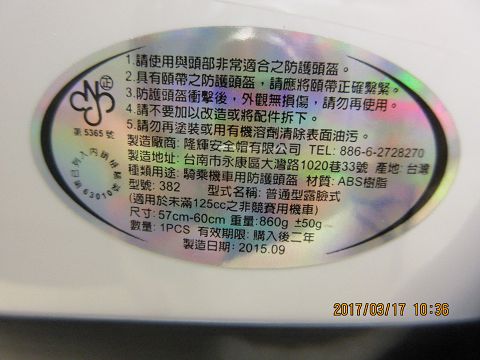 1.請使用與頭部非常適合之防護頭盔。
2.具有頤帶之防護頭盔，請應將頤帶正確繫緊。
3.防護頭盔衝擊後，外觀無損傷，請勿再使用。
4.請不要加以改造或將配件拆下。
5.請勿再塗裝或用有機溶劑清除表面油污。
製造廠商: 隆輝安全帽有限公司 TEL: 886-6-2728270
製造地址: 台南市永康區大灣路1020巷33號 產地: 台灣
種類用途: 騎乘機車用防護頭盔 材質: ABS樹脂
型號: 382 型式名稱: 普通型露臉式
(適用於未滿125cc之非競賽用機車)
尺寸: 57cm-60cm 重量: 860g ±50g
數量: 1PCS 有效期限: 購入後二年
製造日期: 2015.09
正
第 5365 號
63010
2017/03/17 10:36